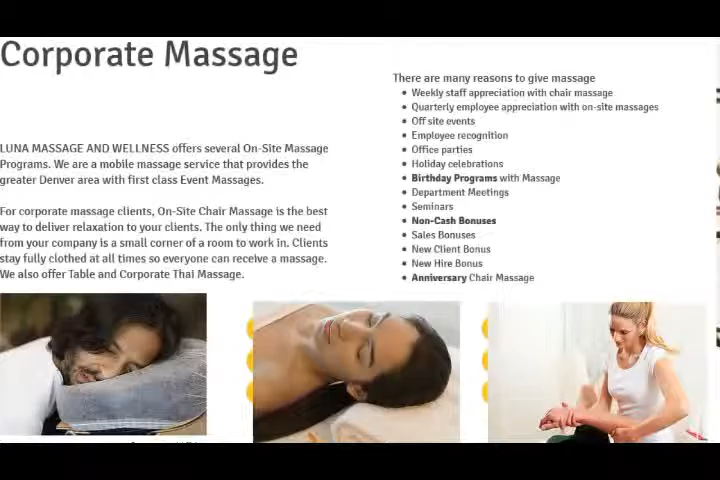 Corporate Massage
LUNA MASSAGE AND WELLNESS offers several On-Site Massage
Programs. We are a mobile massage service that provides the
greater Denver area with first class Event Massages.
For corporate massage clients, On-Site Chair Massage is the best
way to deliver relaxation to your clients. The only thing we need
from your company is a small corner of a room to work in. Clients
stay fully clothed at all times so everyone can receive a massage.
We also offer Table and Corporate Thai Massage.
There are many reasons to give massage
Weekly staff appreciation with chair massage
Quarterly employee appreciation with on-site massages
Off site events
Employee recognition
Office parties
Holiday celebrations
Birthday Programs with Massage
Department Meetings
Seminars
Non-Cash Bonuses
Sales Bonuses
New Client Bonus
New Hire Bonus
Anniversary Chair Massage